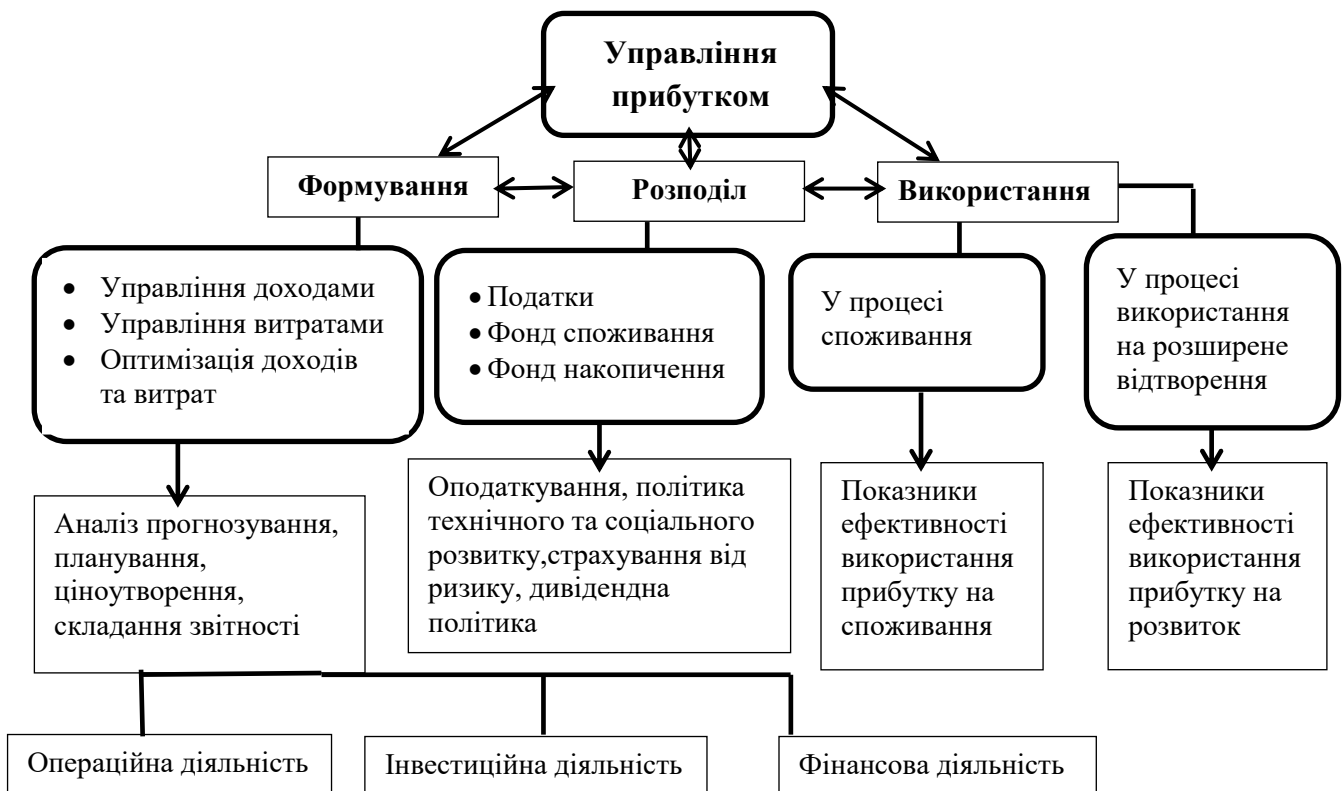 Управління
прибутком
Формування
Розподіл
Використання
• Управління доходами
• Управління витратами
• Оптимізація доходів
та витрат
• Податки
• Фонд споживання
• Фонд накопичення
У процесі
споживання
У процесі
використання
на розширене
відтворення
Аналіз прогнозування,
планування,
ціноутворення,
складання звітності
Оподаткування, політика
технічного та соціального
розвитку,страхування від
ризику, дивідендна
політика
Показники
ефективності
використання
прибутку на
споживання
Показники
ефективності
використання
прибутку на
розвиток
Операційна діяльність
Інвестиційна діяльність
Фінансова діяльність